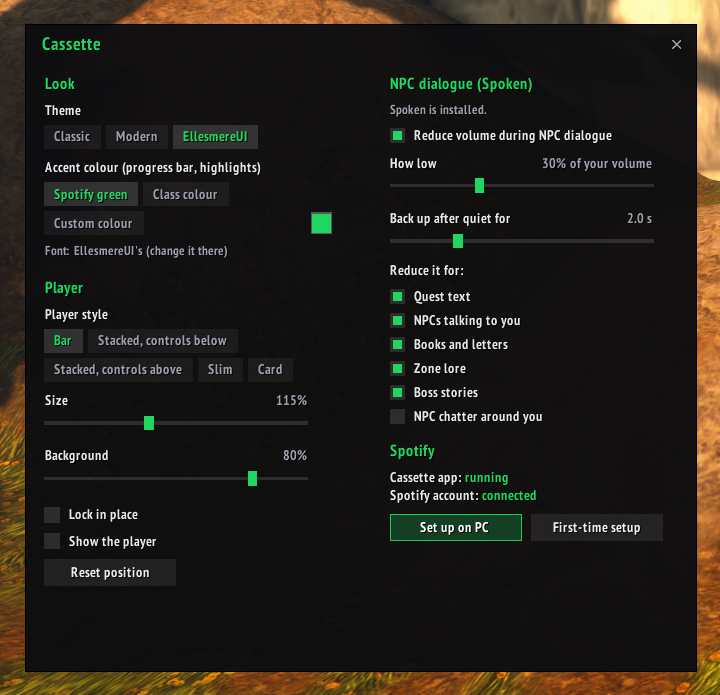 Cassette
×
Look
Theme
Classic Modern EllesmereUI
Accent colour (progress bar, highlights)
Spotify green Class colour
Custom colour
Font: EllesmereUI's (change it there)
Player
Player style
Bar Stacked, controls below
Stacked, controls above Slim Card
Size 115%
Background 80%
Lock in place
Show the player
Reset position
NPC dialogue (Spoken)
Spoken is installed.
Reduce volume during NPC dialogue
How low 30% of your volume
Back up after quiet for 2.0 s
Reduce it for:
Quest text
NPCs talking to you
Books and letters
Zone lore
Boss stories
NPC chatter around you
Spotify
Cassette app: running
Spotify account: connected
Set up on PC First-time setup